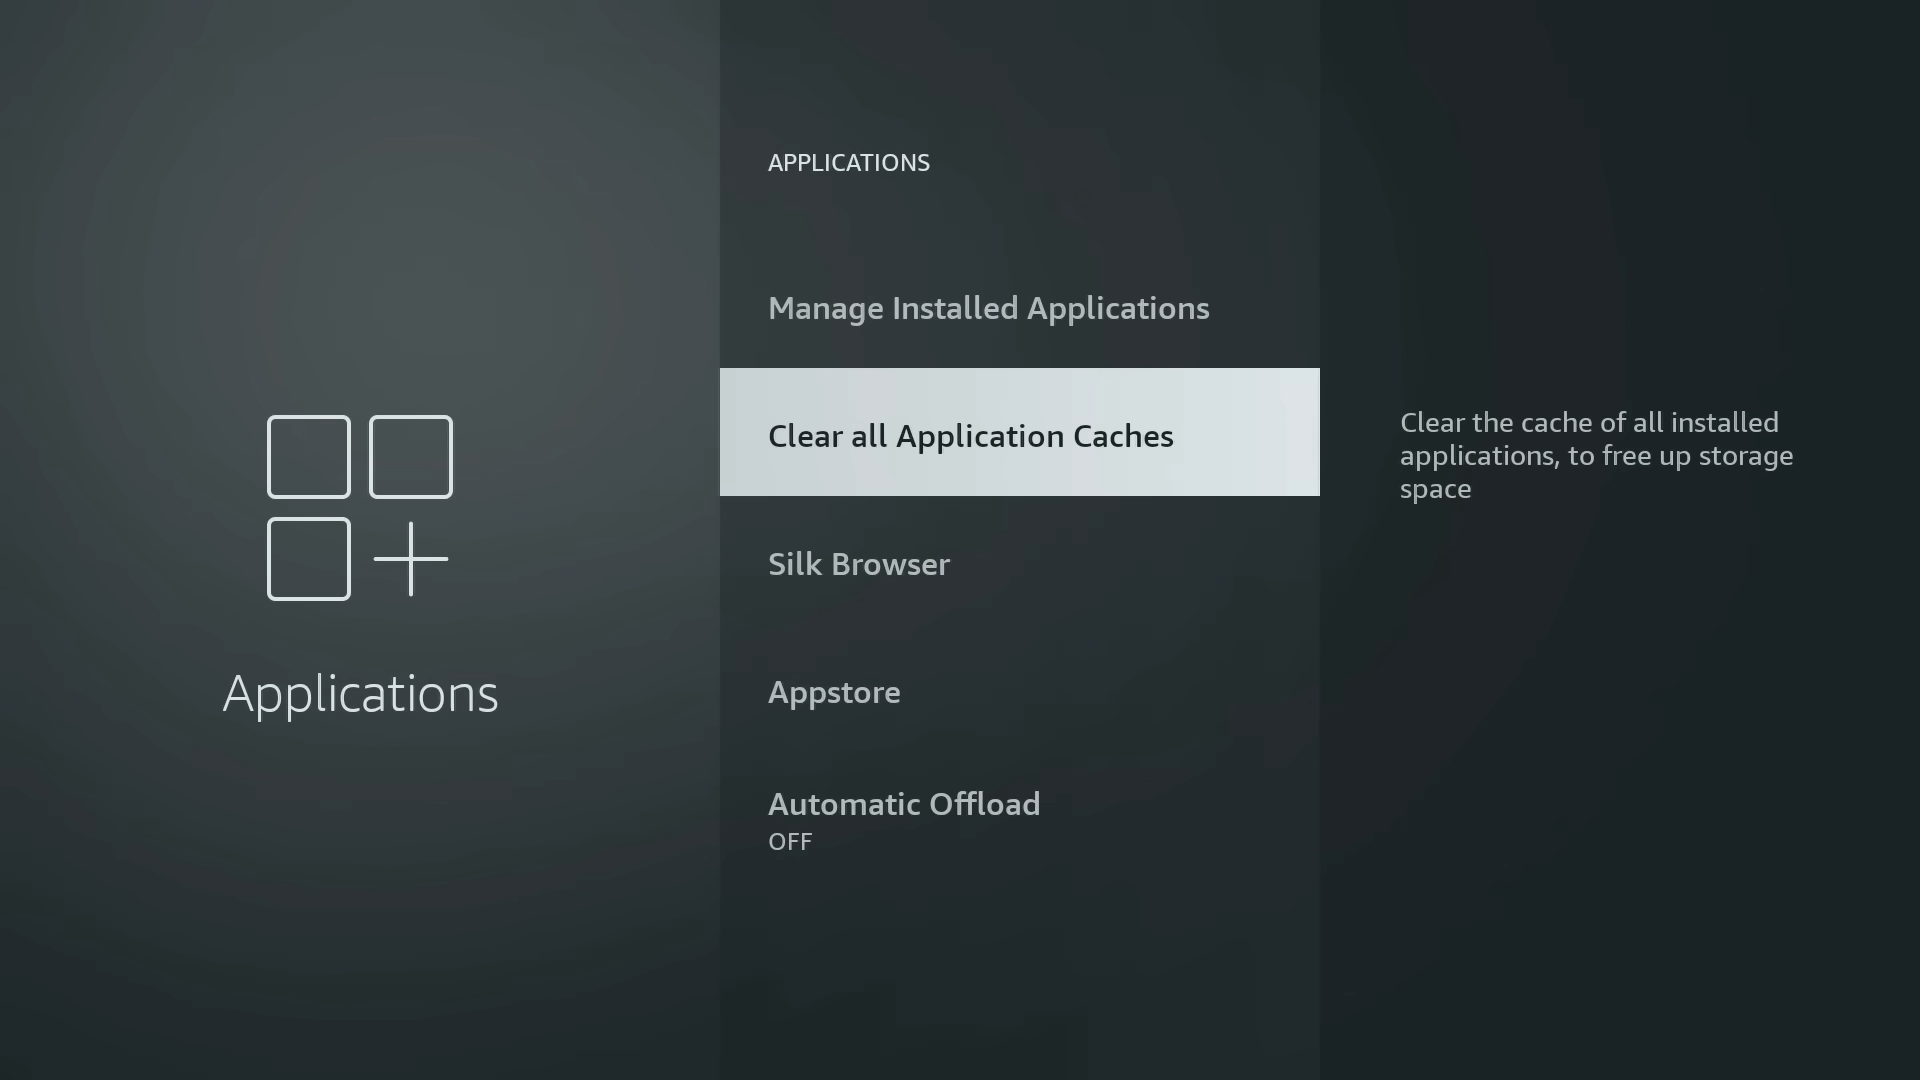 Applications
APPLICATIONS
Manage Installed Applications
Clear all Application Caches
Silk Browser
Appstore
Automatic Offload
OFF
Clear the cache of all installed
applications, to free up storage
space